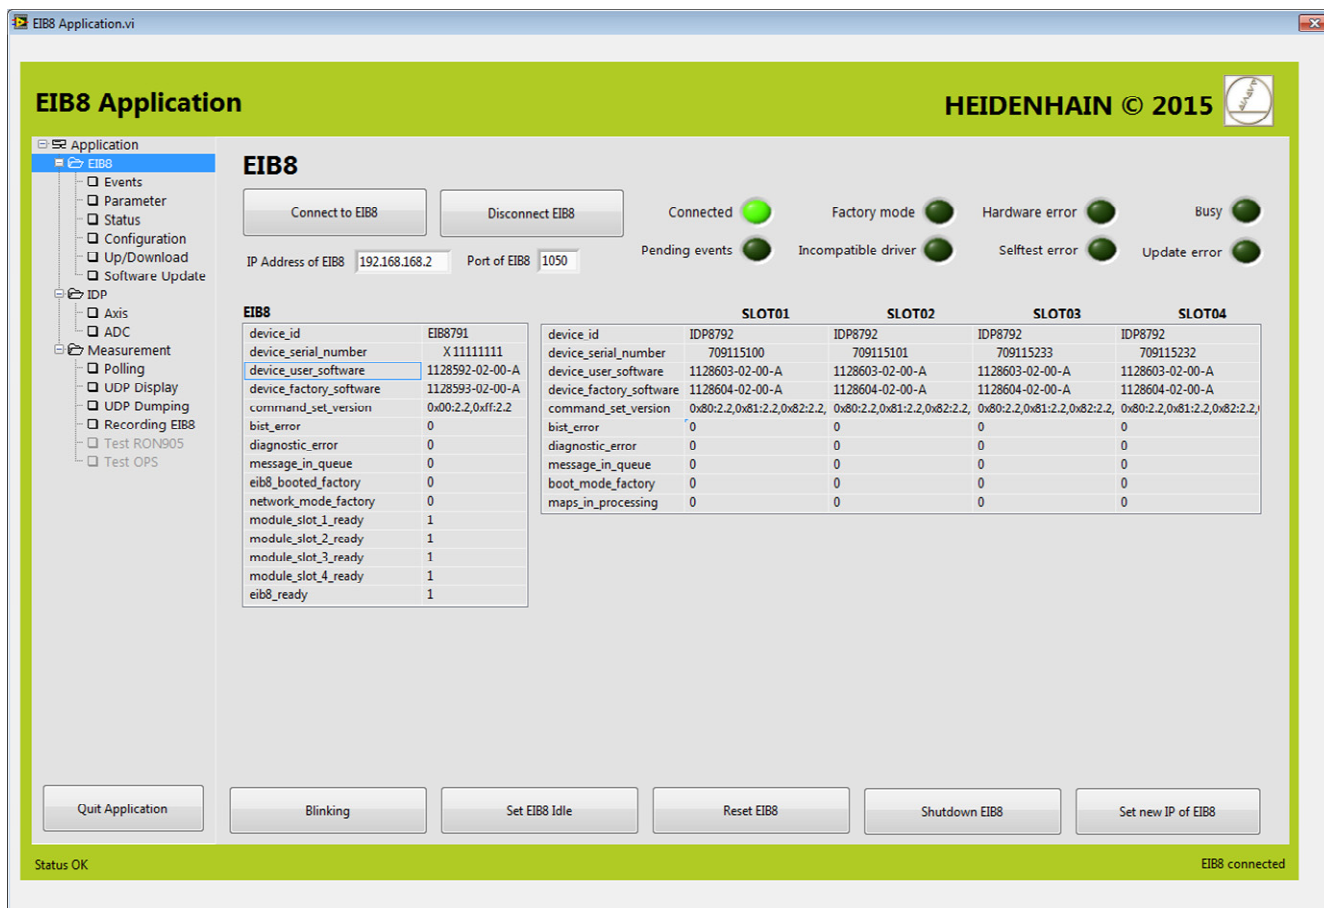 EIB8 Application.vi
EIB8 Application
HEIDENHAIN © 2015
Application
EIB8
Events
Parameter
Status
Configuration
Up/Download
Software Update
IDP
Axis
ADC
Measurement
Polling
UDP Display
UDP Dumping
Recording EIB8
Test RON905
Test OPS
Quit Application
EIB8
Connect to EIB8 Disconnect EIB8
Connected Factory mode Hardware error Busy
Pending events Incompatible driver Selftest error Update error
IP Address of EIB8 192.168.168.2 Port of EIB8 1050
EIB8
device_id EIB8791
device_serial_number X 11111111
device_user_software 1128592-02-00-A
device_factory_software 1128593-02-00-A
command_set_version 0x00:2.2,0xff:2.2
bist_error 0
diagnostic_error 0
message_in_queue 0
eib8_booted_factory 0
network_mode_factory 0
module_slot_1_ready 1
module_slot_2_ready 1
module_slot_3_ready 1
module_slot_4_ready 1
eib8_ready 1
SLOT01 SLOT02 SLOT03 SLOT04
device_id IDP8792 IDP8792 IDP8792 IDP8792
device_serial_number 709115100 709115101 709115233 709115232
device_user_software 1128603-02-00-A 1128603-02-00-A 1128603-02-00-A 1128603-02-00-A
device_factory_software 1128604-02-00-A 1128604-02-00-A 1128604-02-00-A 1128604-02-00-A
command_set_version 0x80:2.2,0x81:2.2,0x82:2.2, 0x80:2.2,0x81:2.2,0x82:2.2, 0x80:2.2,0x81:2.2,0x82:2.2, 0x80:2.2,0x81:2.2,0x82:2.2,
bist_error 0 0 0 0
diagnostic_error 0 0 0 0
message_in_queue 0 0 0 0
boot_mode_factory 0 0 0 0
maps_in_processing 0 0 0 0
Blinking Set EIB8 Idle Reset EIB8 Shutdown EIB8 Set new IP of EIB8
Status OK EIB8 connected